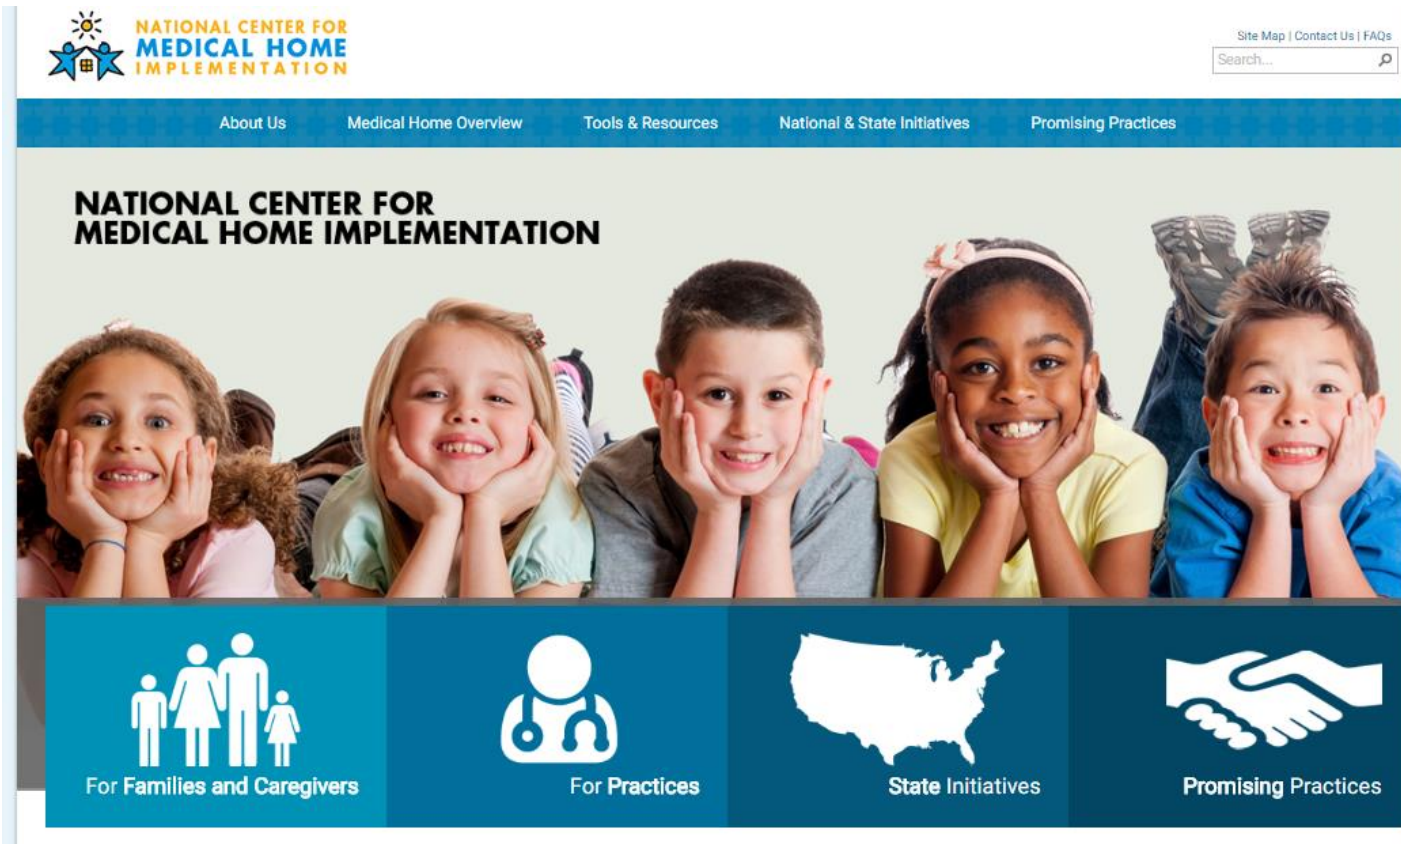 NATIONAL CENTER FOR
MEDICAL HOME
IMPLEMENTATION
Site Map | Contact Us | FAQs
Search...
About Us Medical Home Overview Tools & Resources National & State Initiatives Promising Practices
NATIONAL CENTER FOR
MEDICAL HOME IMPLEMENTATION
For Families and Caregivers For Practices State Initiatives Promising Practices